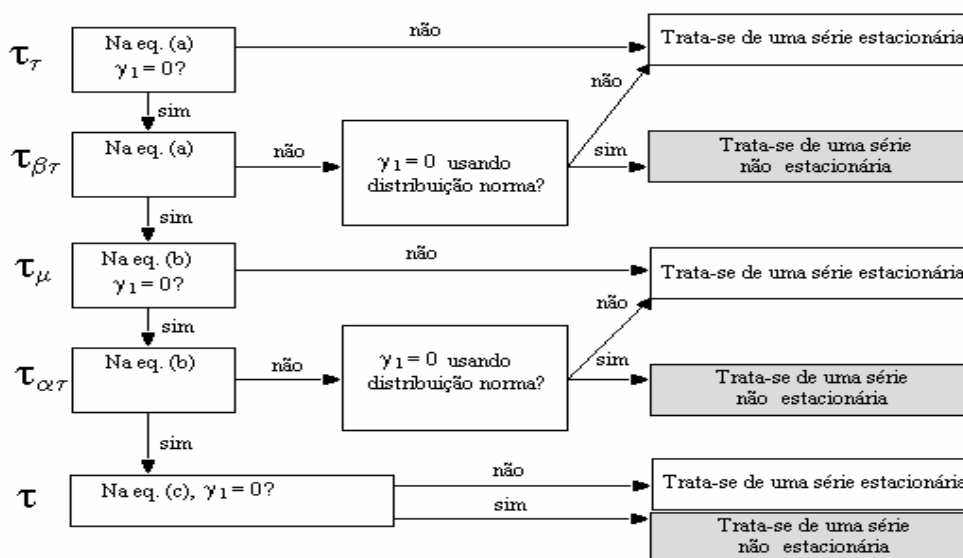 não
τ_τ
Na eq. (a)
γ₁ = 0?
Trata-se de uma série estacionária
não
sim
τ_βτ
Na eq. (a)
não
γ₁ = 0 usando
distribuição norma?
sim
Trata-se de uma série
não estacionária
sim
τ_μ
Na eq. (b)
γ₁ = 0?
não
Trata-se de uma série estacionária
não
sim
τ_ατ
Na eq. (b)
não
γ₁ = 0 usando
distribuição norma?
sim
Trata-se de uma série
não estacionária
sim
τ
Na eq. (c), γ₁ = 0?
não
Trata-se de uma série estacionária
sim
Trata-se de uma série
não estacionária